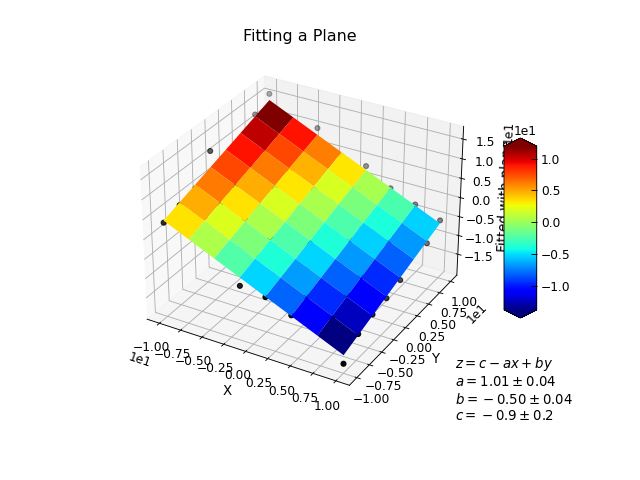 Fitting a Plane
1e1
1.5
1.0
0.5
0.0
−0.5
−1.0
−1.5
Fitted with plane
1e1
1.0
0.5
0.0
−0.5
−1.0
−1.00
−0.75
−0.50
−0.25
0.00
0.25
0.50
0.75
1.00
1e1
X
1.00
0.75
0.50
0.25
0.00
−0.25
−0.50
−0.75
−1.00
1e1
Y
z = c − ax + by
a = 1.01 ± 0.04
b = − 0.50 ± 0.04
c = − 0.9 ± 0.2